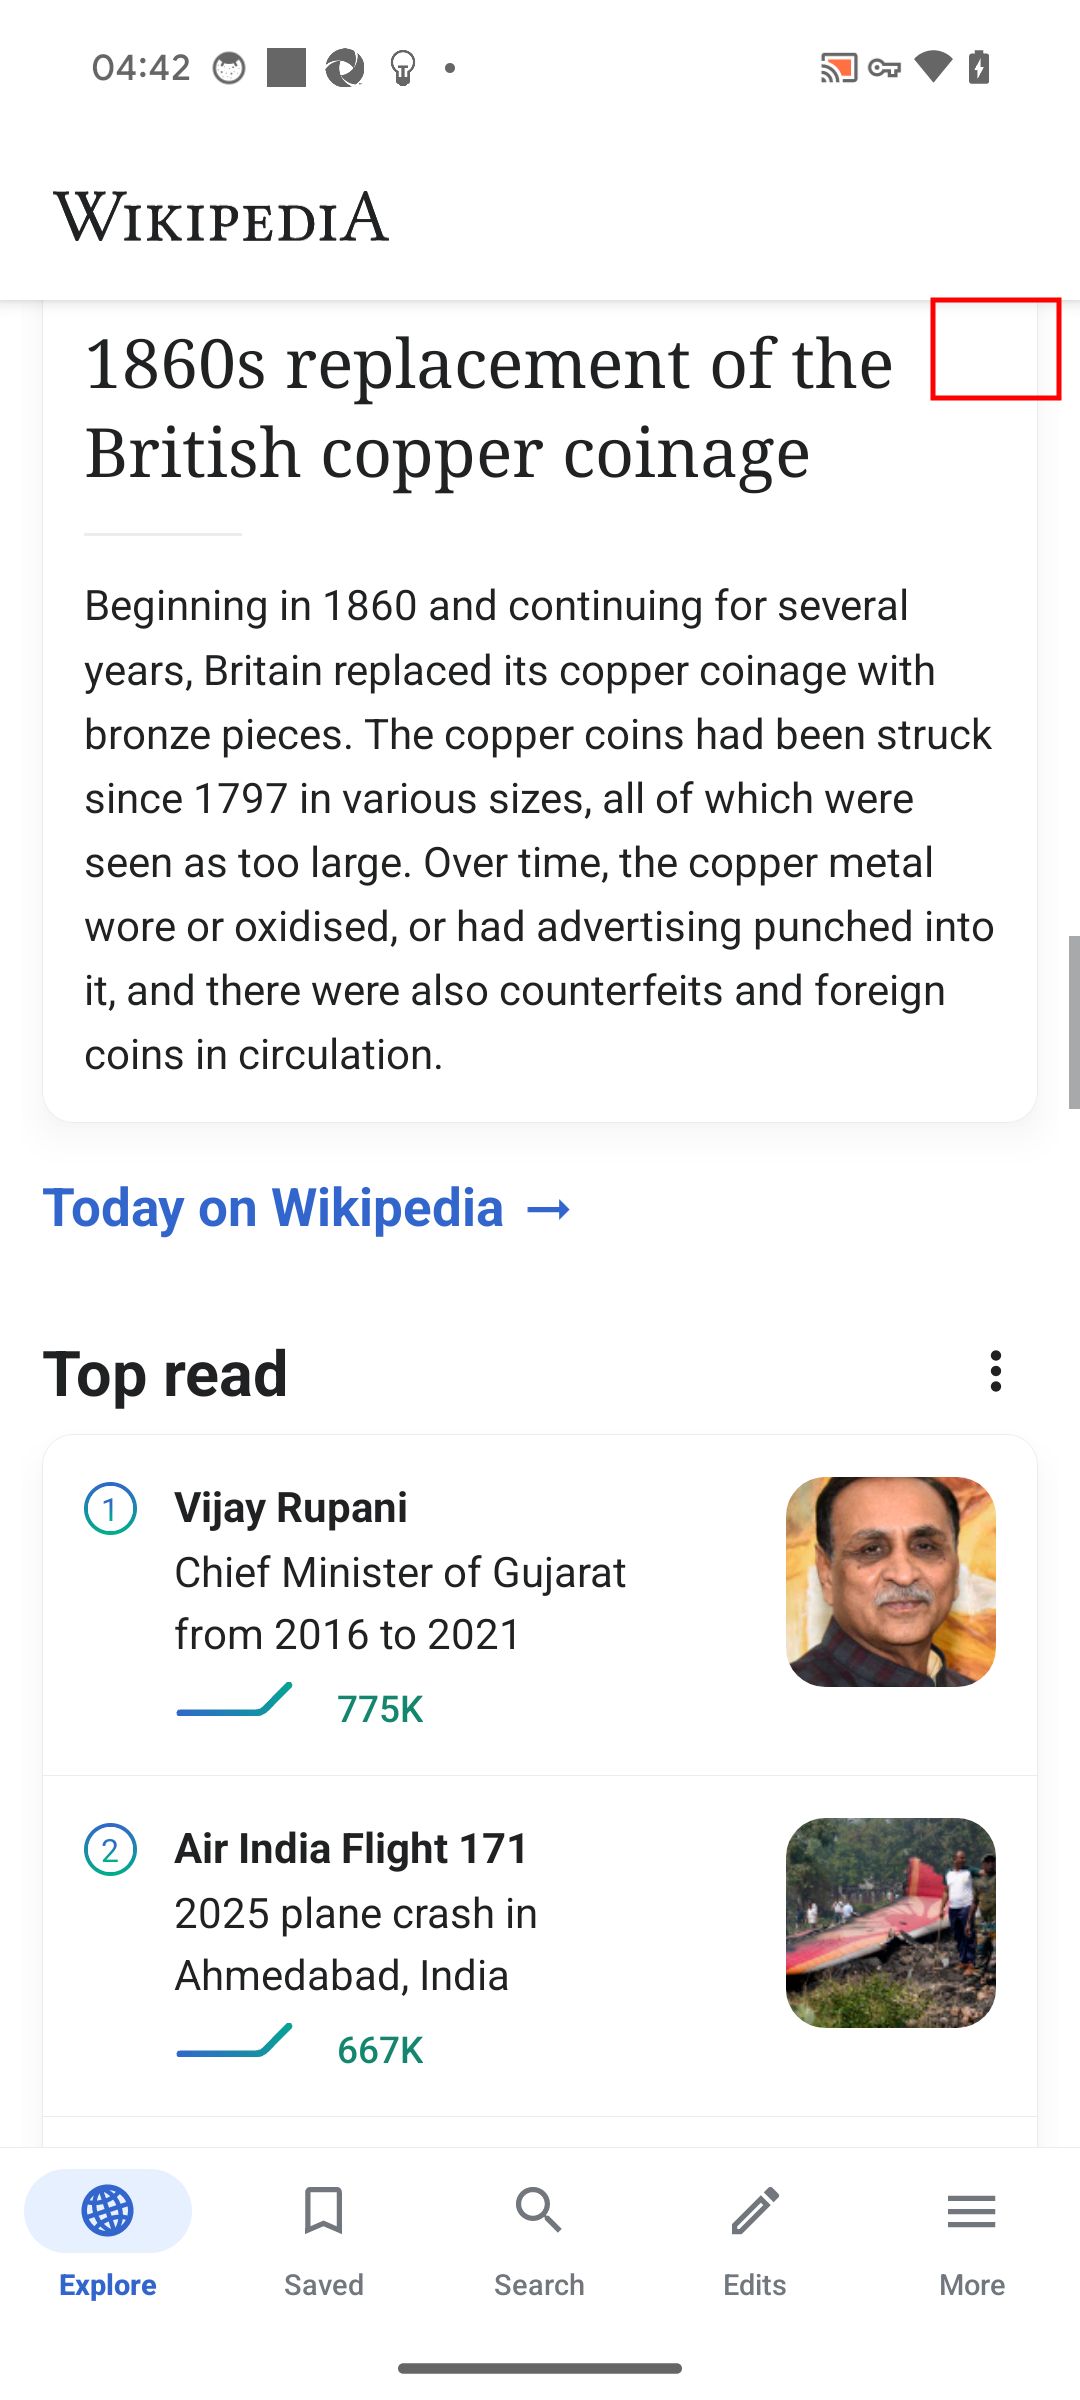 04:42
WIKIPEDIA
1860s replacement of the
British copper coinage
Beginning in 1860 and continuing for several
years, Britain replaced its copper coinage with
bronze pieces. The copper coins had been struck
since 1797 in various sizes, all of which were
seen as too large. Over time, the copper metal
wore or oxidised, or had advertising punched into
it, and there were also counterfeits and foreign
coins in circulation.
Today on Wikipedia →
Top read
1 Vijay Rupani
Chief Minister of Gujarat
from 2016 to 2021
775K
2 Air India Flight 171
2025 plane crash in
Ahmedabad, India
667K
Explore Saved Search Edits More